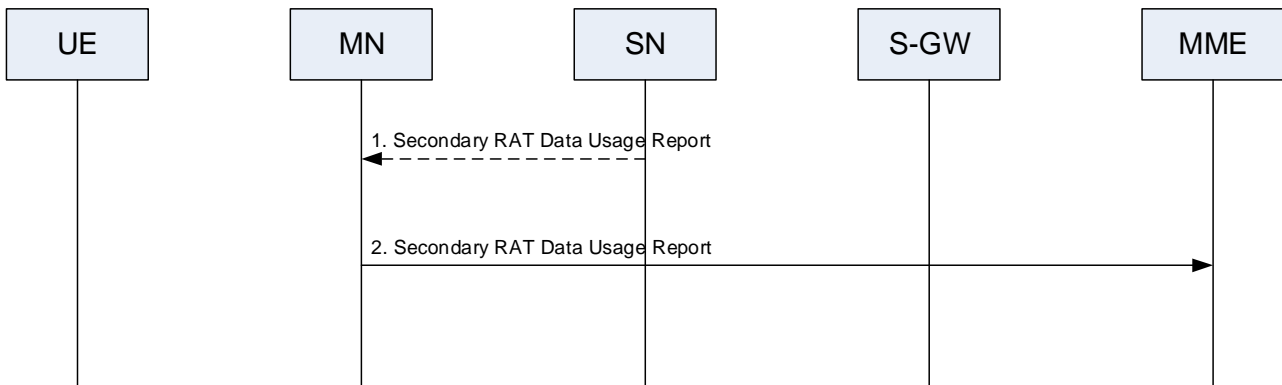 UE
MN
SN
S-GW
MME
1. Secondary RAT Data Usage Report
2. Secondary RAT Data Usage Report